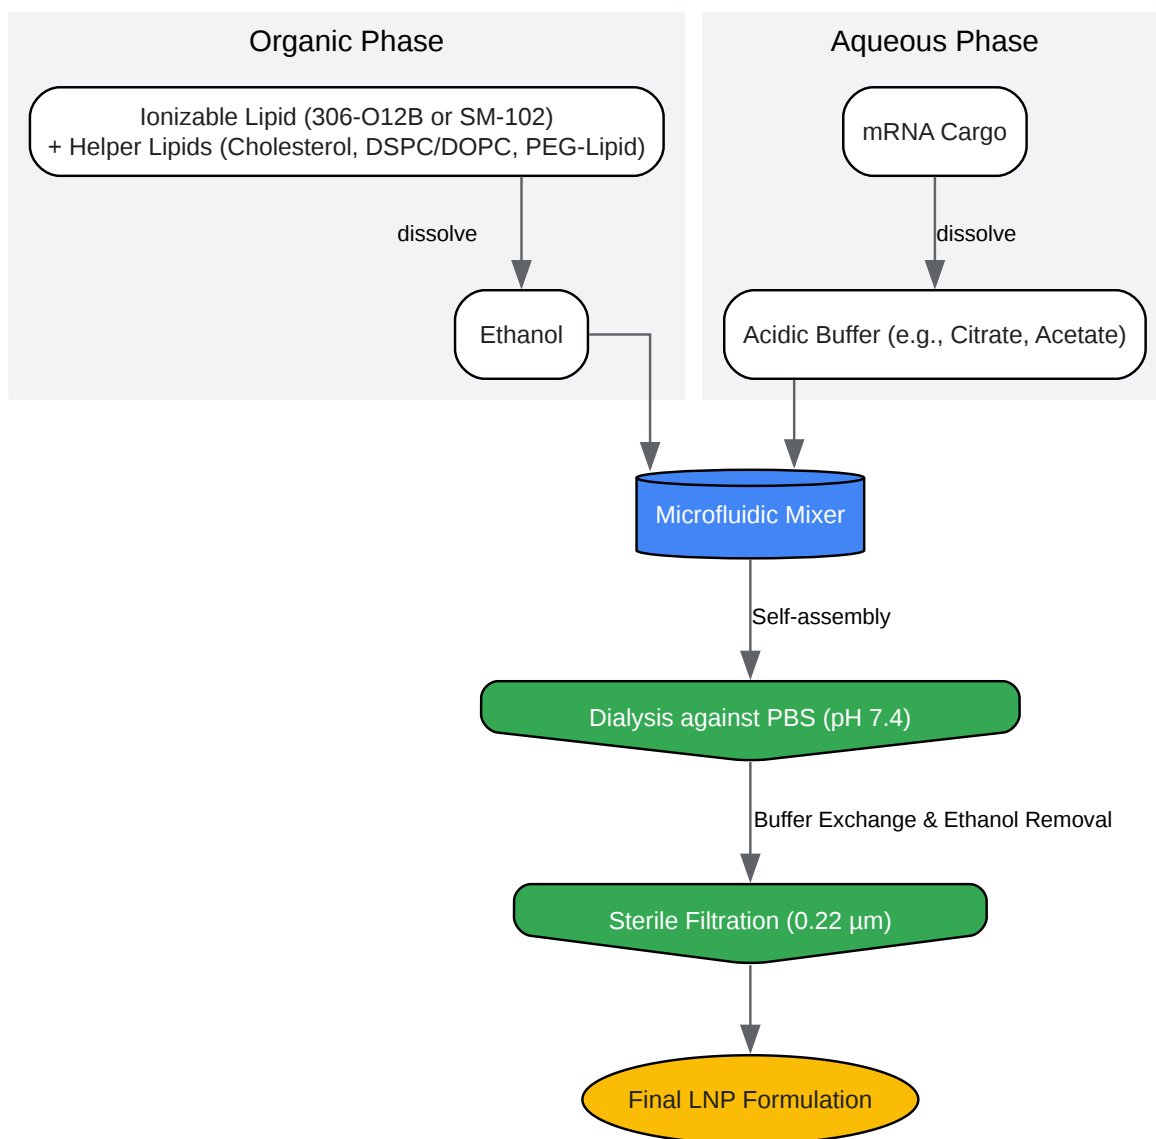 Organic Phase
Ionizable Lipid (306-O12B or SM-102)
+ Helper Lipids (Cholesterol, DSPC/DOPC, PEG-Lipid)
dissolve
Ethanol
Aqueous Phase
mRNA Cargo
dissolve
Acidic Buffer (e.g., Citrate, Acetate)
Microfluidic Mixer
Self-assembly
Dialysis against PBS (pH 7.4)
Buffer Exchange & Ethanol Removal
Sterile Filtration (0.22 µm)
Final LNP Formulation